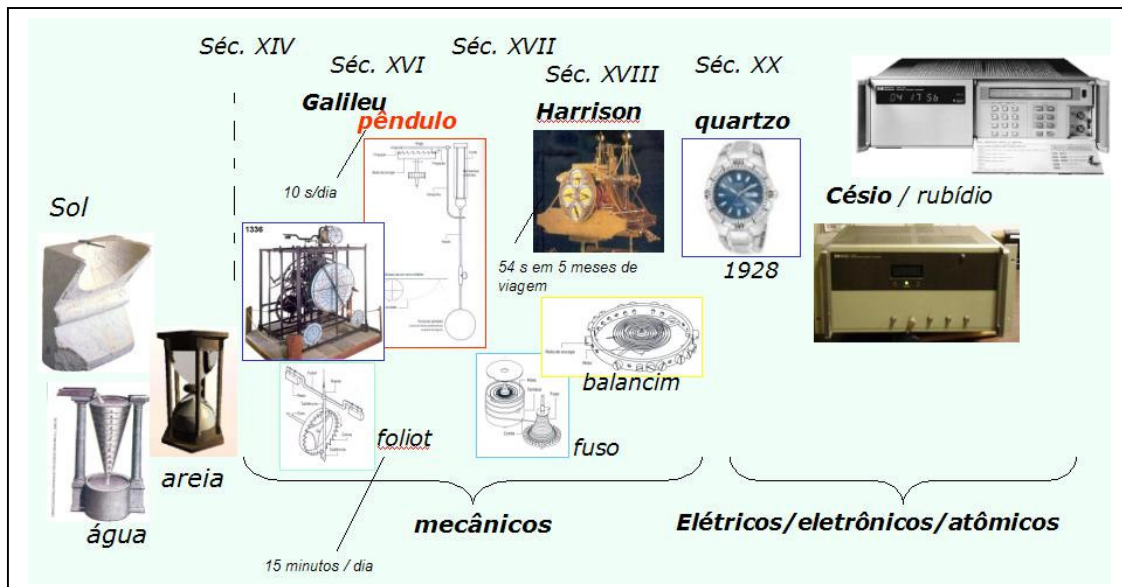 Séc. XIV
Séc. XVI
Séc. XVII
Séc. XVIII
Séc. XX
Galileu
pêndulo
Harrison
quartzo
10 s/dia
Césio / rubídio
Sol
1336
54 s em 5 meses de
viagem
1928
balancim
foliot
fuso
areia
água
mecânicos
Elétricos/eletrônicos/atômicos
15 minutos / dia